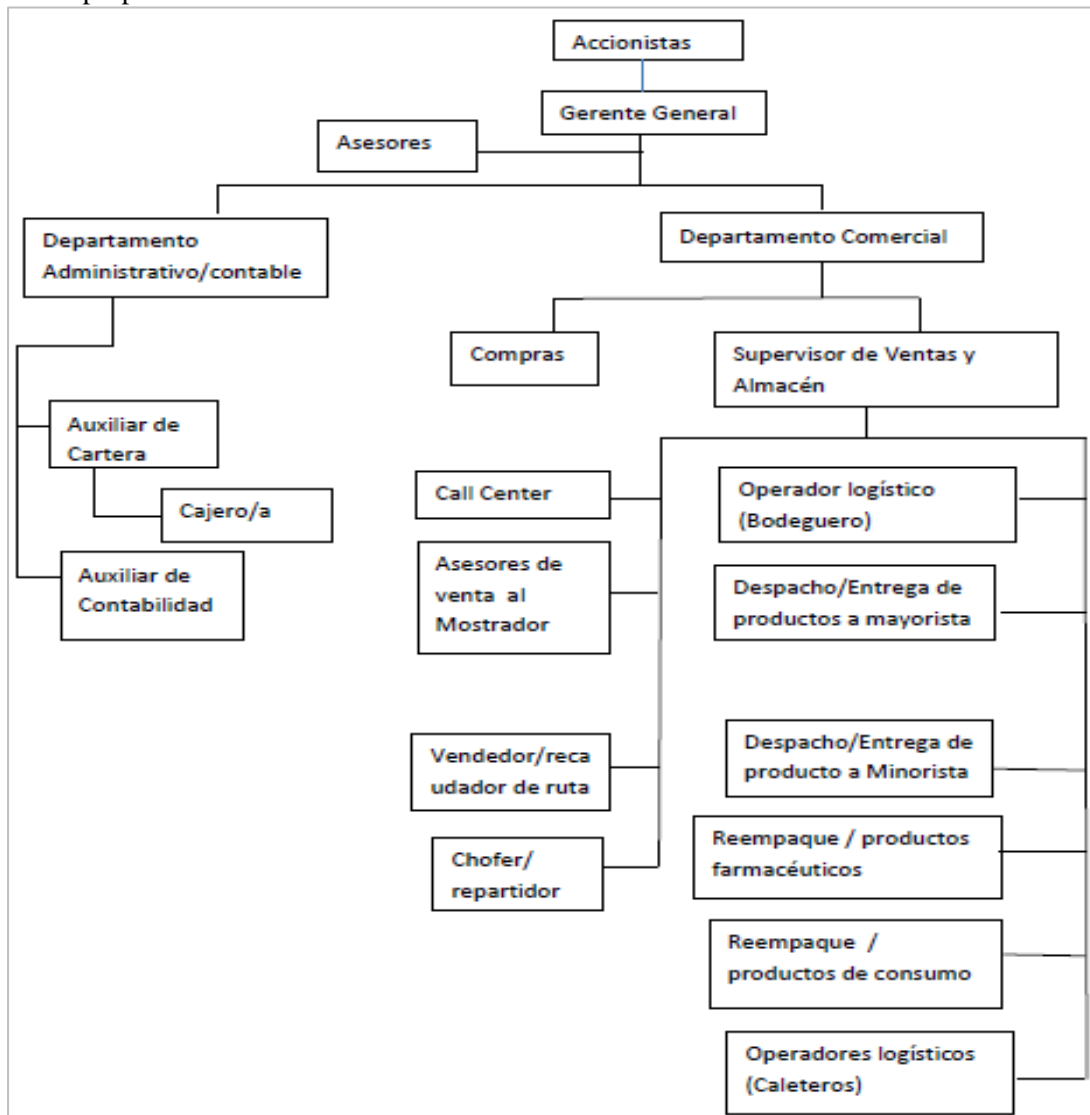 Accionistas
Gerente General
Asesores
Departamento
Administrativo/contable
Departamento Comercial
Compras
Supervisor de Ventas y
Almacén
Auxiliar de
Cartera
Cajero/a
Auxiliar de
Contabilidad
Call Center
Asesores de
venta al
Mostrador
Vendedor/reca
udador de ruta
Chofer/
repartidor
Operador logístico
(Bodeguero)
Despacho/Entrega de
productos a mayorista
Despacho/Entrega de
producto a Minorista
Reempaque / productos
farmacéuticos
Reempaque /
productos de consumo
Operadores logísticos
(Caleteros)